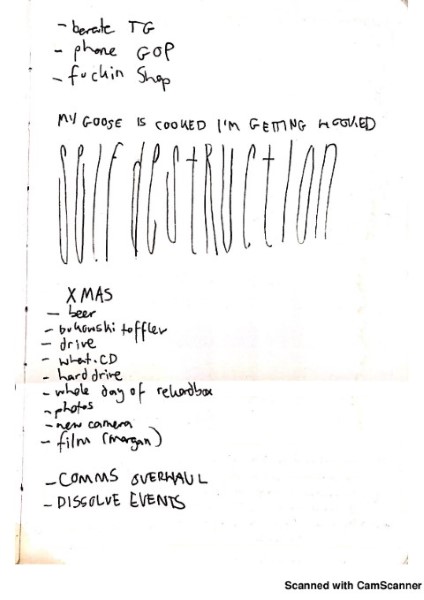 - berate TG
- phone GOP
- fuckin Shop
MY GOOSE IS COOKED I'M GETTING HOOKED
SElf dEStRUCtION
XMAS
- beer
- bukowski toffler
- drive
- what.CD
- hard drive
- whole day of rekordbox
- photos
- new camera
- film (morgan)
- COMMS OVERHAUL
- DISSOLVE EVENTS
Scanned with CamScanner